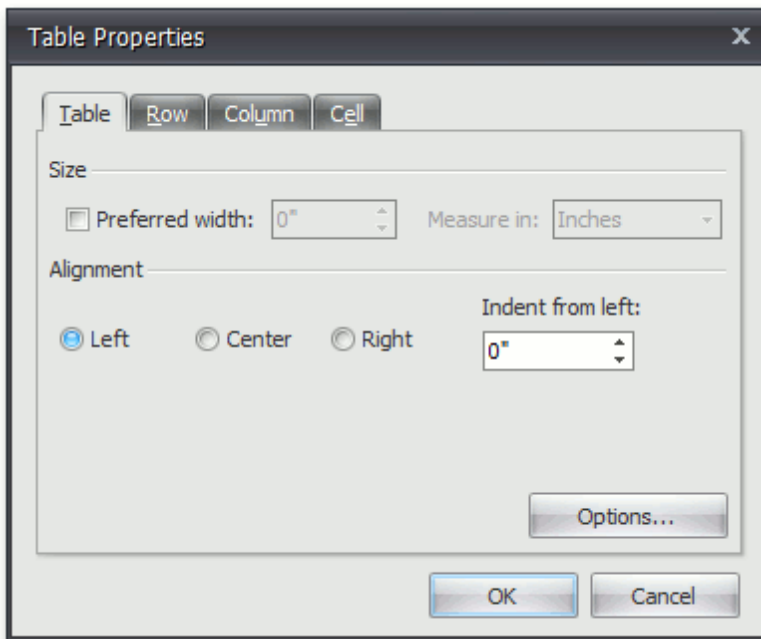 Table Properties x
Table Row Column Cell
Size
Preferred width: 0" Measure in: Inches
Alignment
Indent from left:
Left Center Right
0"
Options...
OK Cancel